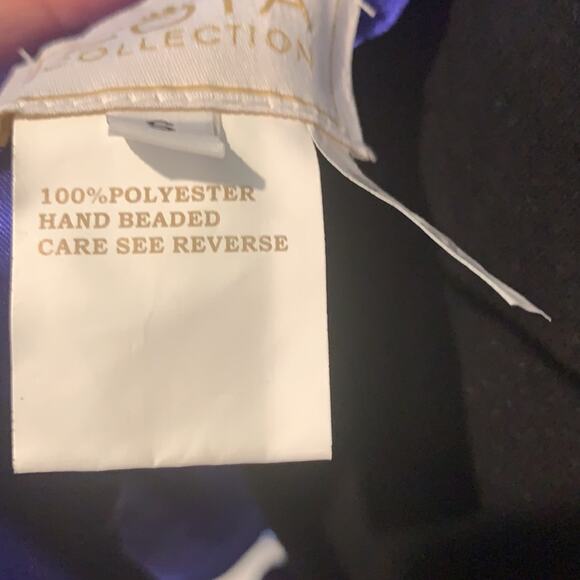 COLLECTION
100%POLYESTER
HAND BEADED
CARE SEE REVERSE